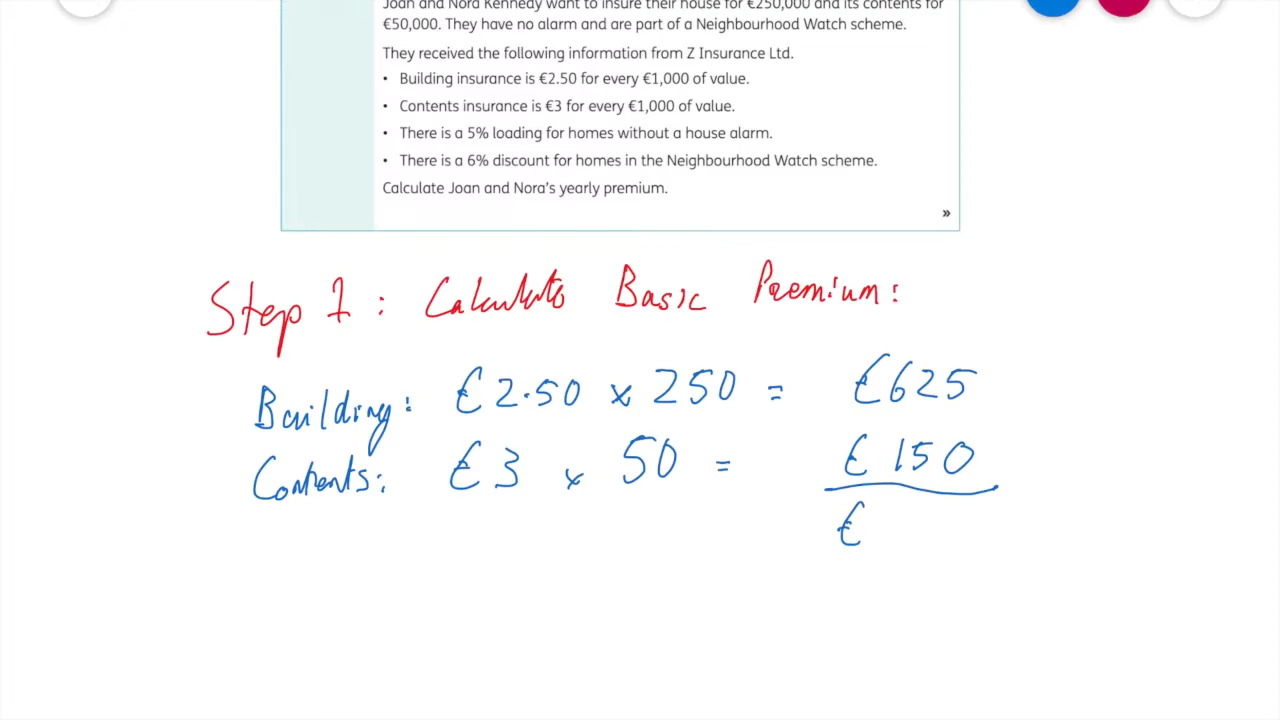 Joan and Nora Kennedy want to insure their house for €250,000 and its contents for
€50,000. They have no alarm and are part of a Neighbourhood Watch scheme.
They received the following information from Z Insurance Ltd.
• Building insurance is €2.50 for every €1,000 of value.
• Contents insurance is €3 for every €1,000 of value.
• There is a 5% loading for homes without a house alarm.
• There is a 6% discount for homes in the Neighbourhood Watch scheme.
Calculate Joan and Nora's yearly premium.
»
Step 1: Calculate Basic Premium:
Building: €2.50 x 250 = €625
Contents: €3 x 50 = €150
€